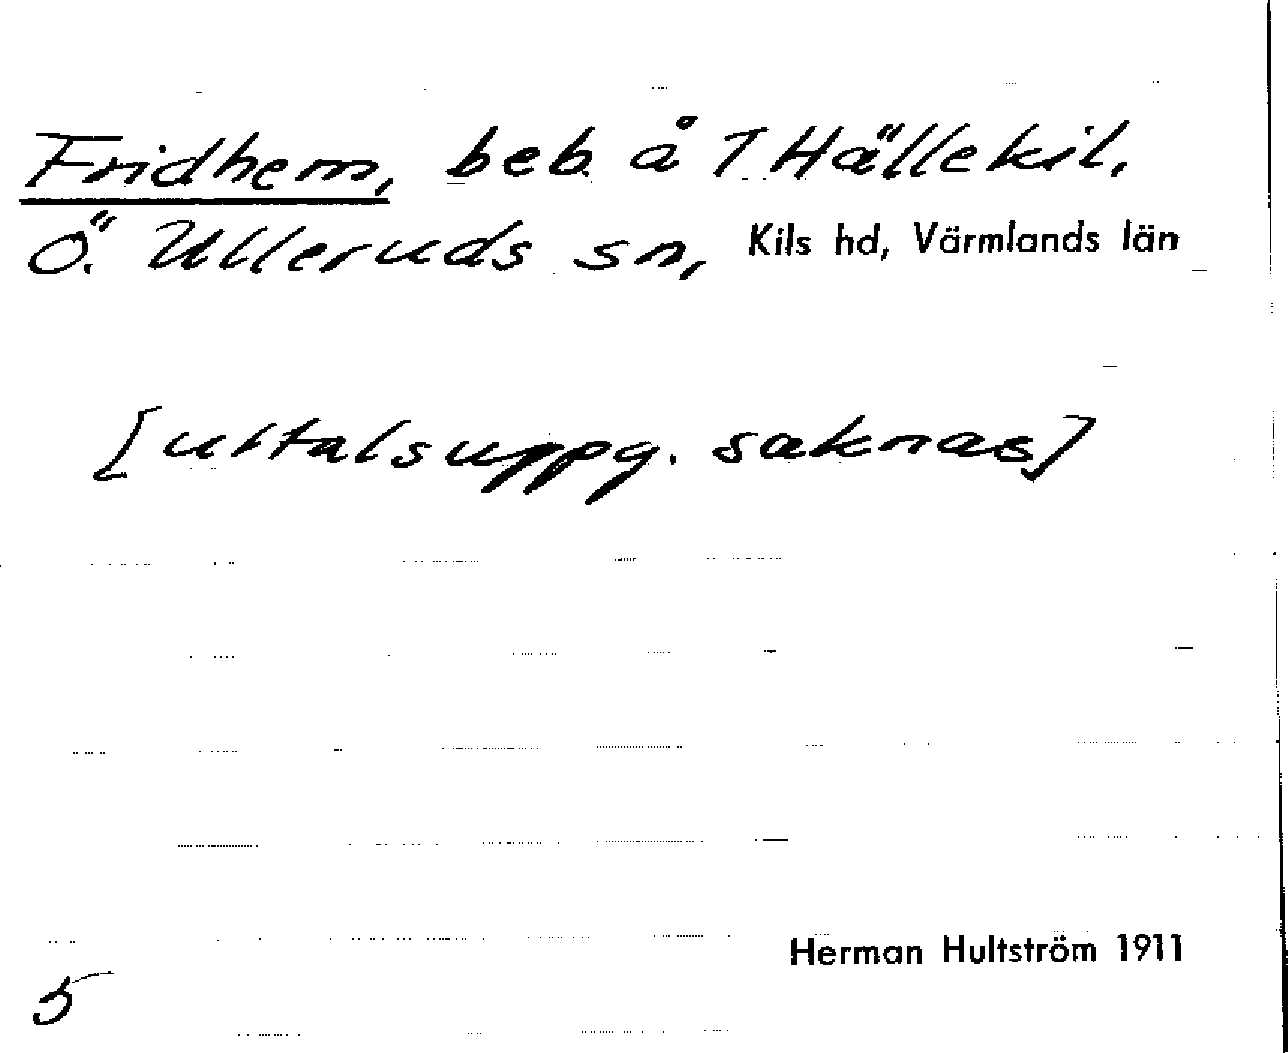 Fridhem, beb. å 1 Hällekil,
Ö. Ulleruds sn, Kils hd, Värmlands län
[uttalsuppg. saknas]
Herman Hultström 1911
5